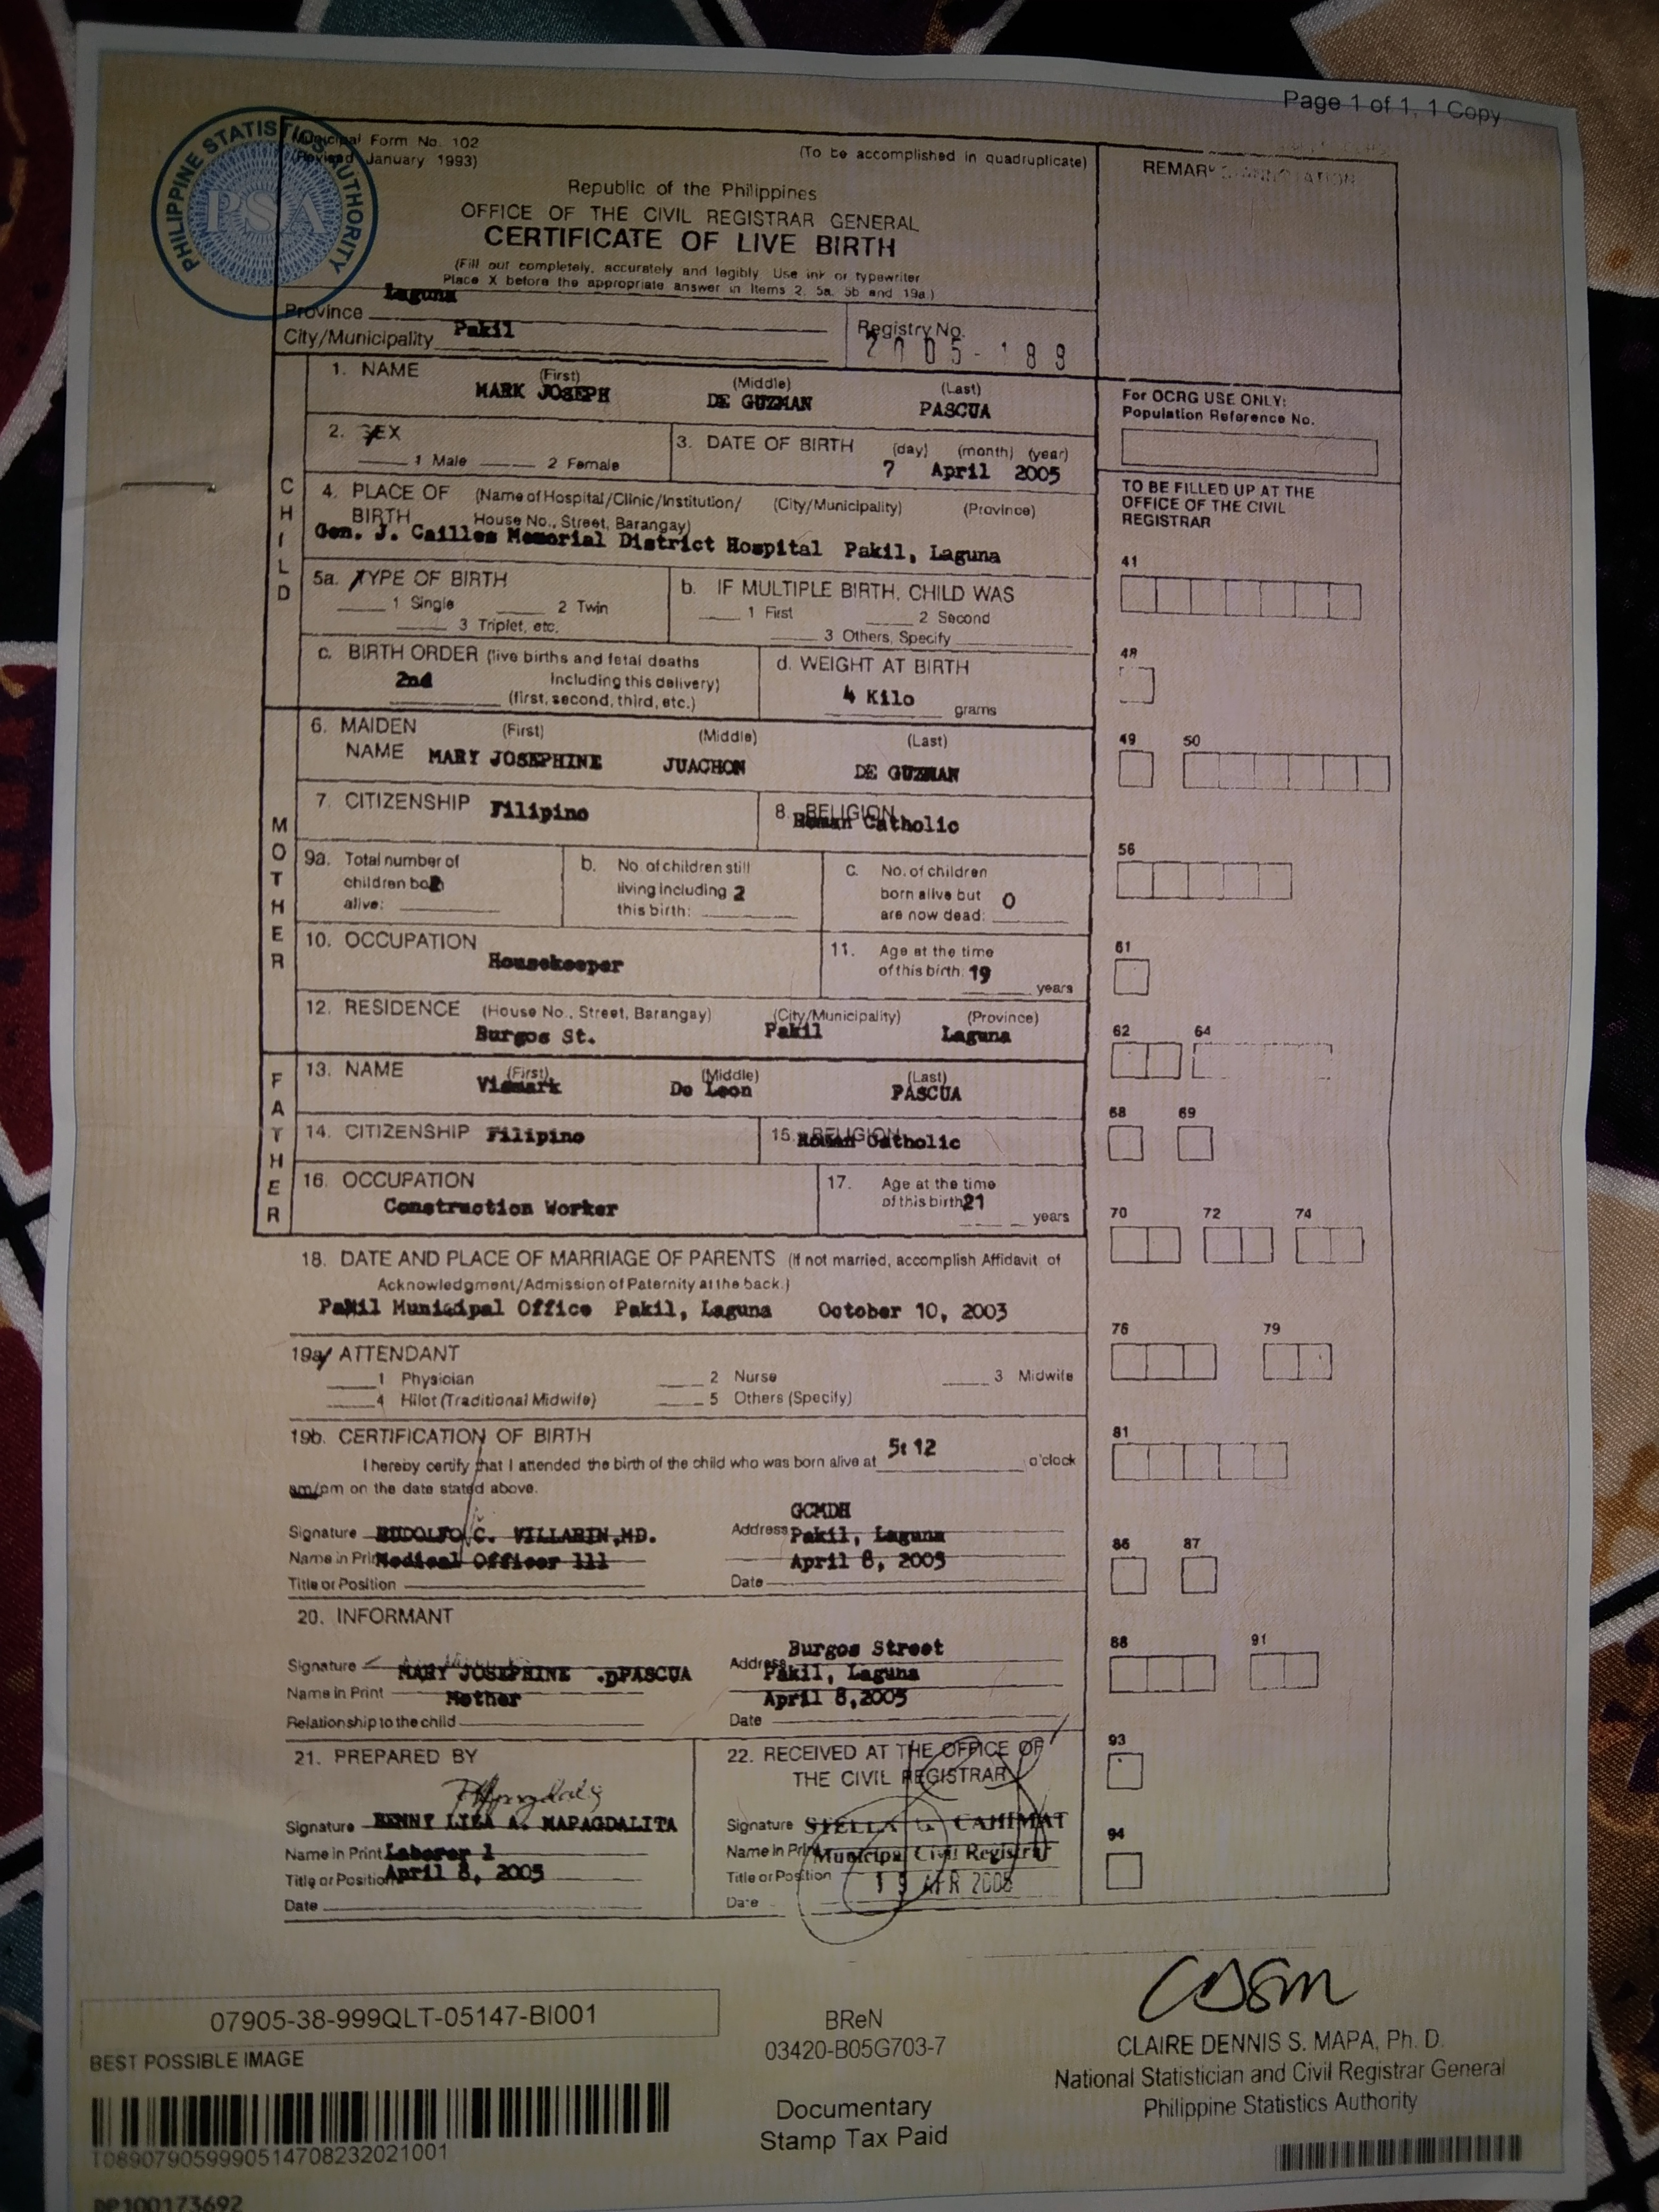 Page 1 of 1, 1 Copy
PHILIPPINE STATISTICS AUTHORITY
PSA
Municipal Form No. 102
(Revised January 1993)
(To be accomplished in quadruplicate)
Republic of the Philippines
OFFICE OF THE CIVIL REGISTRAR GENERAL
CERTIFICATE OF LIVE BIRTH
(Fill out completely, accurately and legibly. Use ink or typewriter
Place X before the appropriate answer in Items 2, 5a, 5b and 19a)
Province Laguna
City/Municipality Pakil
Registry No.
2005-188
1. NAME (First) (Middle) (Last)
MARK JOSEPH DE GUZMAN PASCUA
2. SEX
1 Male 2 Female
3. DATE OF BIRTH (day) (month) (year)
7 April 2005
4. PLACE OF BIRTH (Name of Hospital/Clinic/Institution/ (City/Municipality) (Province)
House No., Street, Barangay)
Gen. J. Cailles Memorial District Hospital Pakil, Laguna
5a. TYPE OF BIRTH
1 Single 2 Twin
3 Triplet, etc.
b. IF MULTIPLE BIRTH, CHILD WAS
1 First 2 Second
3 Others, Specify
c. BIRTH ORDER (live births and fetal deaths
2nd including this delivery)
(first, second, third, etc.)
d. WEIGHT AT BIRTH
4 Kilo grams
CHILD
6. MAIDEN NAME (First) (Middle) (Last)
MARY JOSEPHINE JUACHON DE GUZMAN
7. CITIZENSHIP Filipino
8. RELIGION
Roman Catholic
9a. Total number of
children born 2
alive:
b. No. of children still
living including 2
this birth:
c. No. of children
born alive but 0
are now dead:
10. OCCUPATION
Housekeeper
11. Age at the time
of this birth: 19
years
12. RESIDENCE (House No., Street, Barangay) (City/Municipality) (Province)
Burgos St. Pakil Laguna
MOTHER
13. NAME (First) (Middle) (Last)
Vismark De Leon PASCUA
14. CITIZENSHIP Filipino
15. RELIGION
Roman Catholic
16. OCCUPATION
Construction Worker
17. Age at the time
of this birth 21
years
FATHER
18. DATE AND PLACE OF MARRIAGE OF PARENTS (If not married, accomplish Affidavit of
Acknowledgment/Admission of Paternity at the back.)
Pakil Municipal Office Pakil, Laguna October 10, 2003
19a ATTENDANT
1 Physician 2 Nurse 3 Midwife
4 Hilot (Traditional Midwife) 5 Others (Specify)
19b. CERTIFICATION OF BIRTH
I hereby certify that I attended the birth of the child who was born alive at 5:12 o'clock
am/pm on the date stated above.
Signature RUDOLFO C. VILLARIN, MD.
Name in Print Medical Officer lll
Title or Position
GCMDH
Address Pakil, Laguna
April 8, 2005
Date
20. INFORMANT
Signature MARY JOSEPHINE .DPASCUA
Name in Print Mother
Relationship to the child
Burgos Street
Address Pakil, Laguna
April 8,2005
Date
21. PREPARED BY
Signature BENNY LIZA A. MAPAGDALITA
Name in Print Laborer 1
Title or Position April 8, 2005
Date
22. RECEIVED AT THE OFFICE OF
THE CIVIL REGISTRAR
Signature STELLA CAHIMAT
Name in Print Municipal Civil Registrar
Title or Position 19 APR 2005
Date
For OCRG USE ONLY:
Population Reference No.
TO BE FILLED UP AT THE
OFFICE OF THE CIVIL
REGISTRAR
41
48
49 50
56
61
62 64
68 69
70 72 74
76 79
81
86 87
88 91
93
94
07905-38-999QLT-05147-BI001
BEST POSSIBLE IMAGE
T08907905999051470823202​1001
DP100173692
BReN
03420-B05G703-7
Documentary
Stamp Tax Paid
CLAIRE DENNIS S. MAPA, Ph. D.
National Statistician and Civil Registrar General
Philippine Statistics Authority